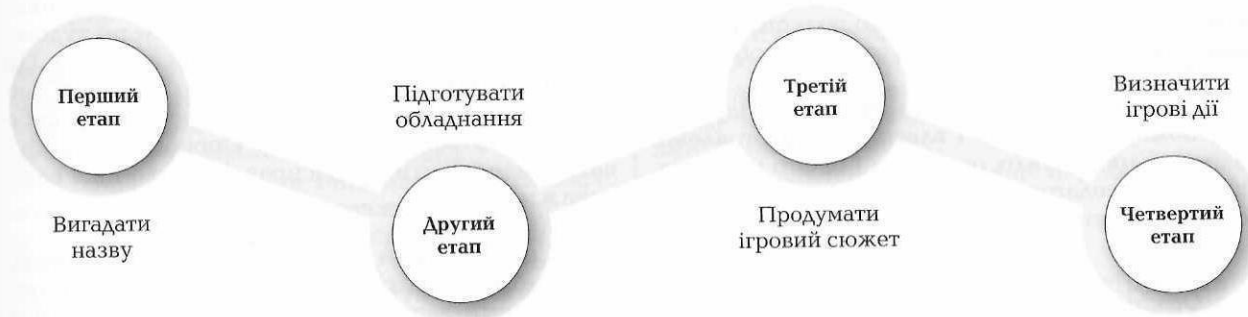 Перший
етап
Вигадати
назву
Підготувати
обладнання
Другий
етап
Третій
етап
Продумати
ігровий сюжет
Визначити
ігрові дії
Четвертий
етап